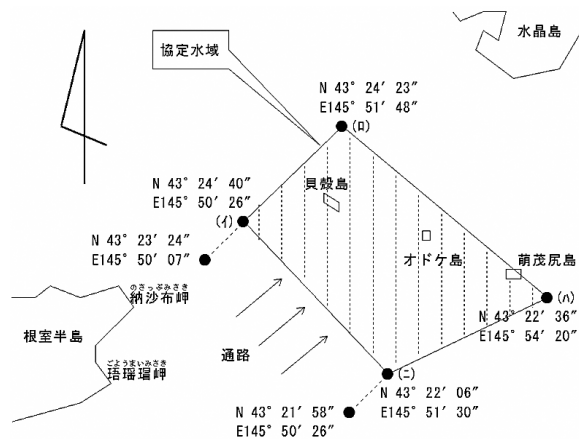 水晶島
協定水域
N 43° 24′ 23″
E145° 51′ 48″
(ロ)
貝殻島
N 43° 24′ 40″
E145° 50′ 26″
(イ)
N 43° 23′ 24″
E145° 50′ 07″
オドケ島
萌茂尻島
のさっぷみさき
納沙布岬
(ハ)
N 43° 22′ 36″
E145° 54′ 20″
根室半島
通路
ごようまいみさき
珸瑶瑁岬
(ニ)
N 43° 22′ 06″
E145° 51′ 30″
N 43° 21′ 58″
E145° 50′ 26″